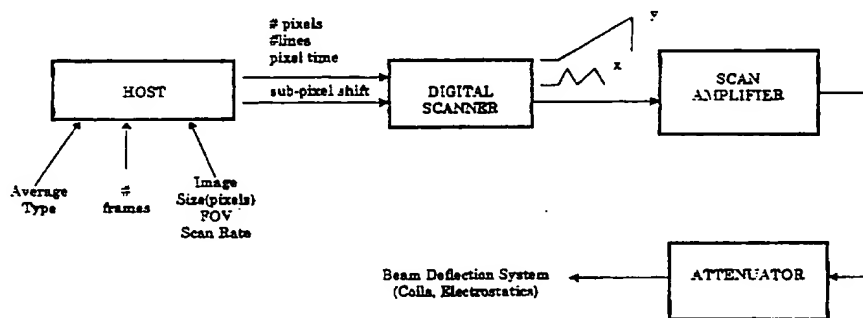 # pixels
#lines
pixel time
sub-pixel shift
HOST
DIGITAL
SCANNER
y
x
SCAN
AMPLIFIER
Average
Type
#
frames
Image
Size(pixels)
FOV
Scan Rate
Beam Deflection System
(Coils, Electrostatics)
ATTENUATOR